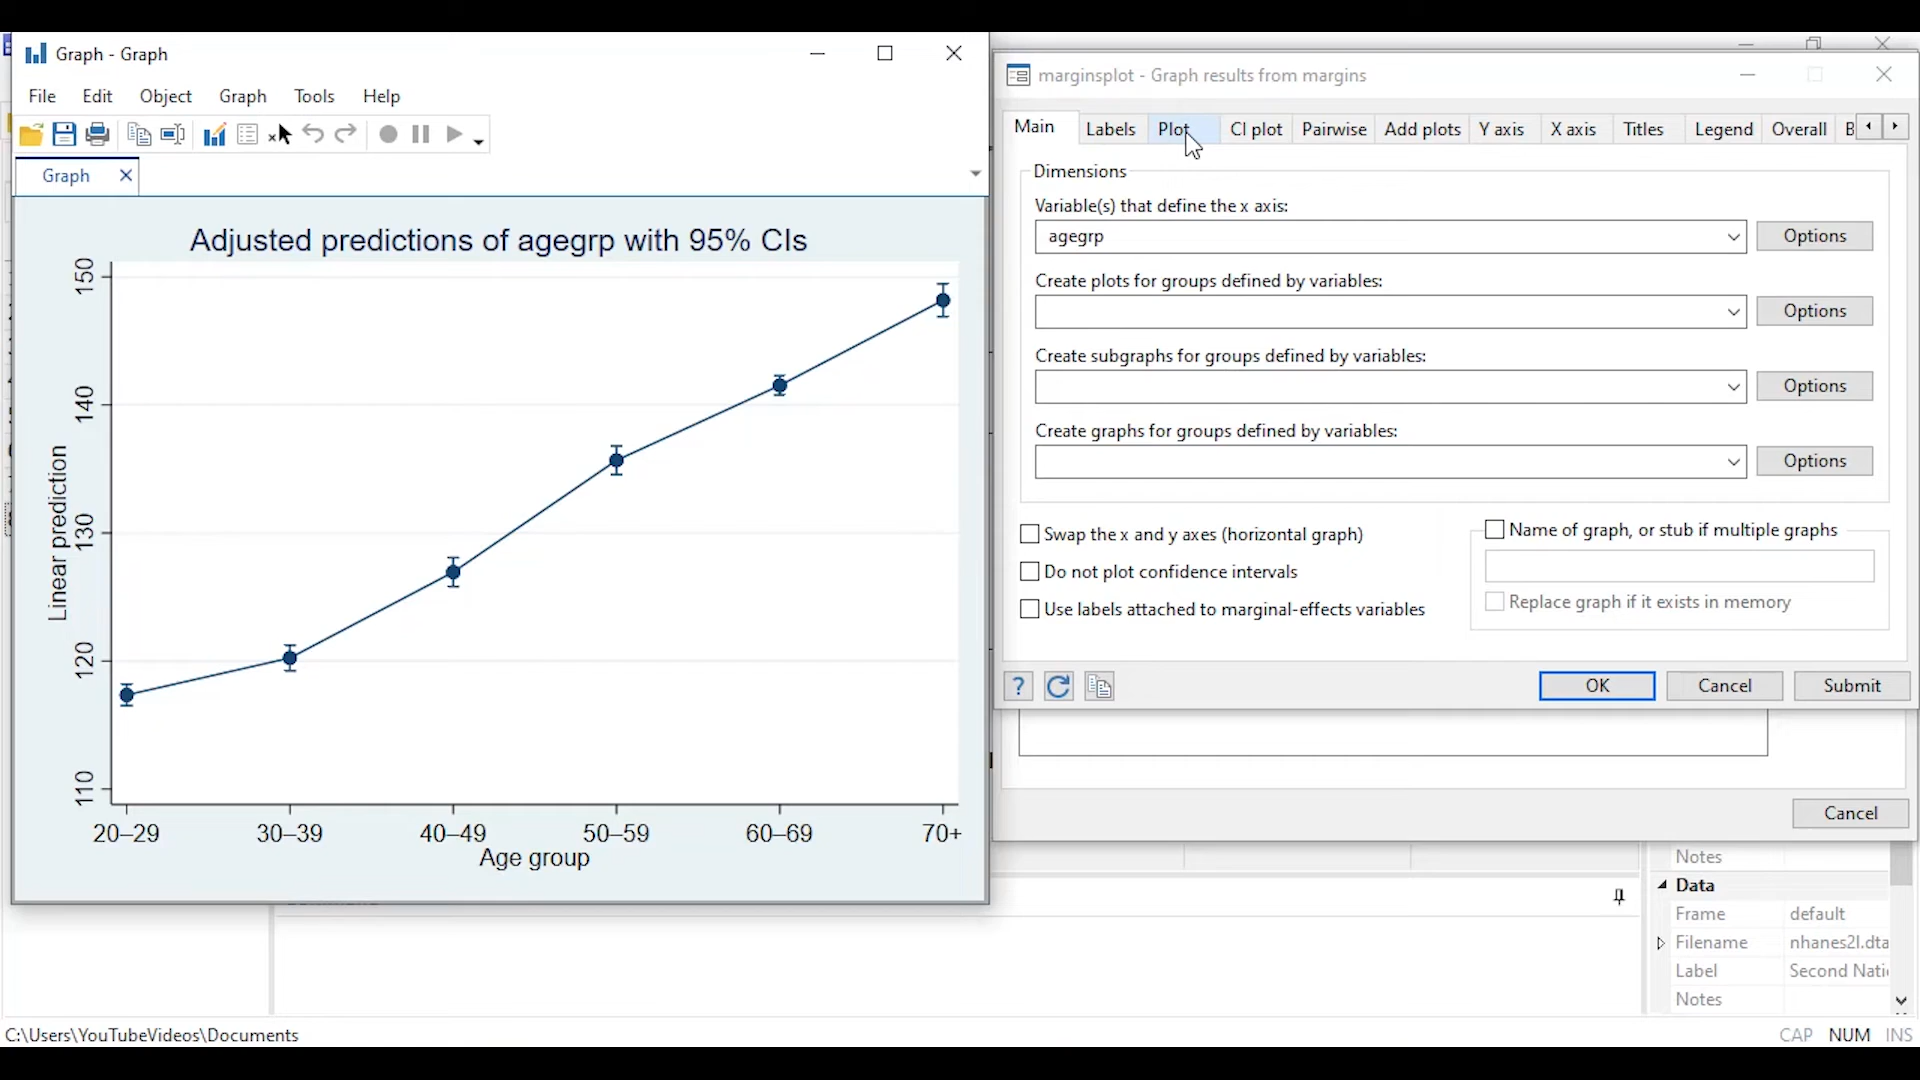 Graph - Graph
File Edit Object Graph Tools Help
Graph
Adjusted predictions of agegrp with 95% CIs
150
140
130
120
110
Linear prediction
20–29 30–39 40–49 50–59 60–69 70+
Age group
marginsplot - Graph results from margins
Main Labels Plot CI plot Pairwise Add plots Y axis X axis Titles Legend Overall B
Dimensions
Variable(s) that define the x axis:
agegrp Options
Create plots for groups defined by variables:
Options
Create subgraphs for groups defined by variables:
Options
Create graphs for groups defined by variables:
Options
Swap the x and y axes (horizontal graph)
Do not plot confidence intervals
Use labels attached to marginal-effects variables
Name of graph, or stub if multiple graphs
Replace graph if it exists in memory
? OK Cancel Submit
Cancel
Notes
Data
Frame default
Filename nhanes2l.dta
Label Second Nati
Notes
C:\Users\YouTubeVideos\Documents
CAP NUM INS